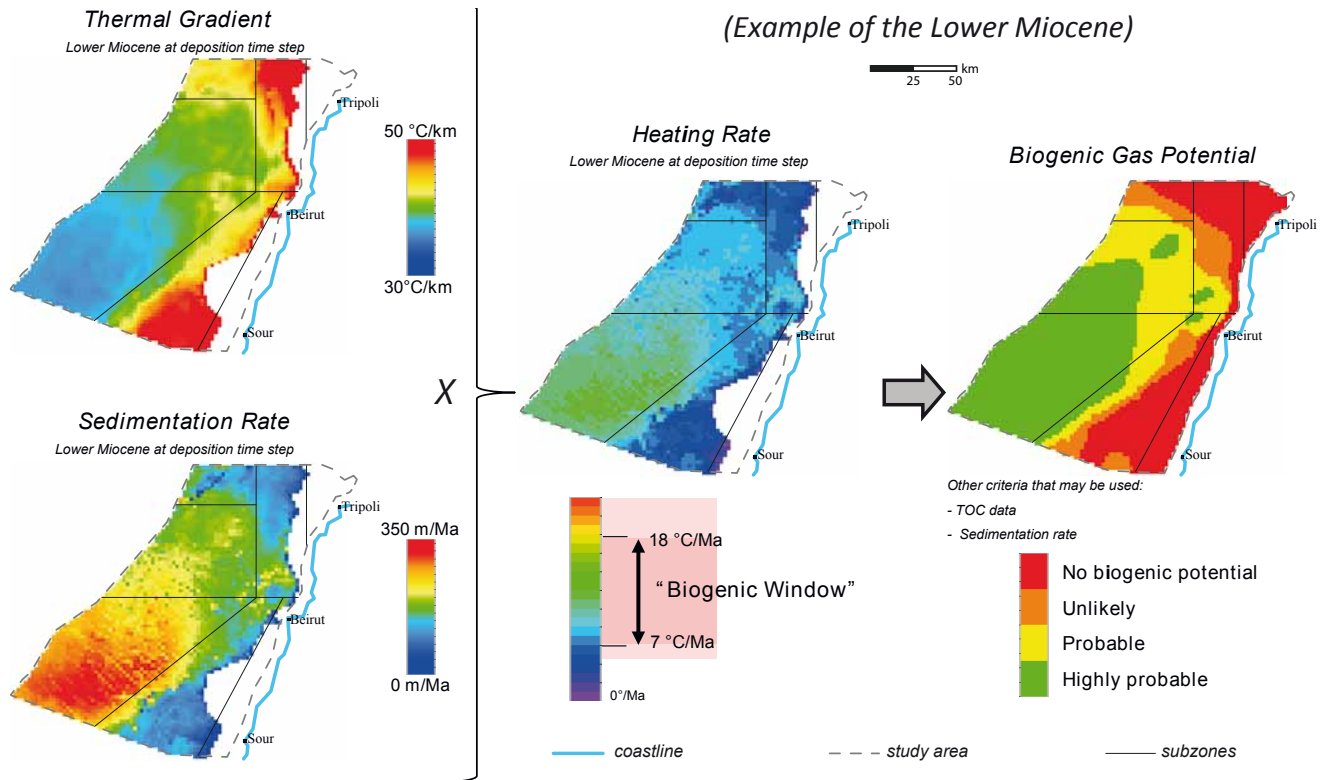 Thermal Gradient
Lower Miocene at deposition time step
Tripoli
50 °C/km
30°C/km
Beirut
Sour
Sedimentation Rate
Lower Miocene at deposition time step
Tripoli
350 m/Ma
0 m/Ma
Beirut
Sour
X
(Example of the Lower Miocene)
km
25 50
Heating Rate
Lower Miocene at deposition time step
Tripoli
Beirut
Sour
18 °C/Ma
“Biogenic Window”
7 °C/Ma
0°/Ma
Biogenic Gas Potential
Tripoli
Beirut
Sour
Other criteria that may be used:
- TOC data
- Sedimentation rate
No biogenic potential
Unlikely
Probable
Highly probable
coastline
study area
subzones